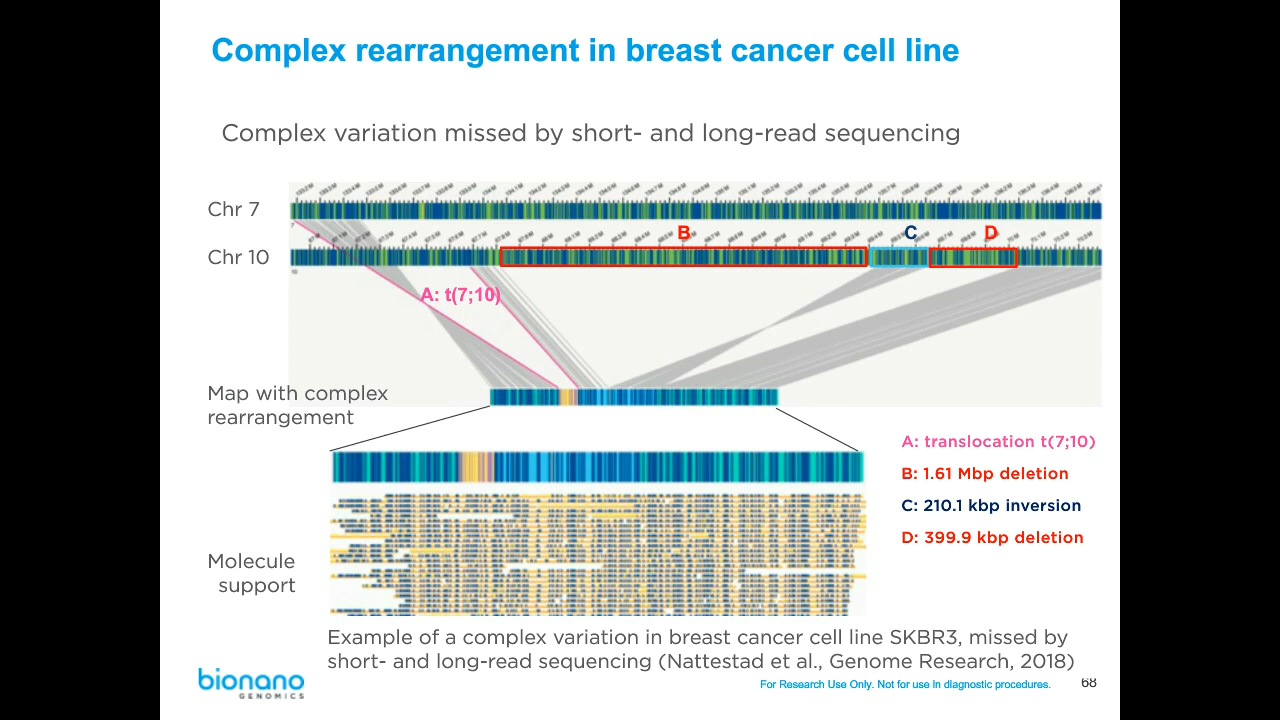 Complex rearrangement in breast cancer cell line
Complex variation missed by short- and long-read sequencing
Chr 7
7
B
C
D
Chr 10
10
A: t(7;10)
Map with complex
rearrangement
A: translocation t(7;10)
B: 1.61 Mbp deletion
C: 210.1 kbp inversion
D: 399.9 kbp deletion
Molecule
support
Example of a complex variation in breast cancer cell line SKBR3, missed by
short- and long-read sequencing (Nattestad et al., Genome Research, 2018)
bionano
GENOMICS
For Research Use Only. Not for use in diagnostic procedures.
68